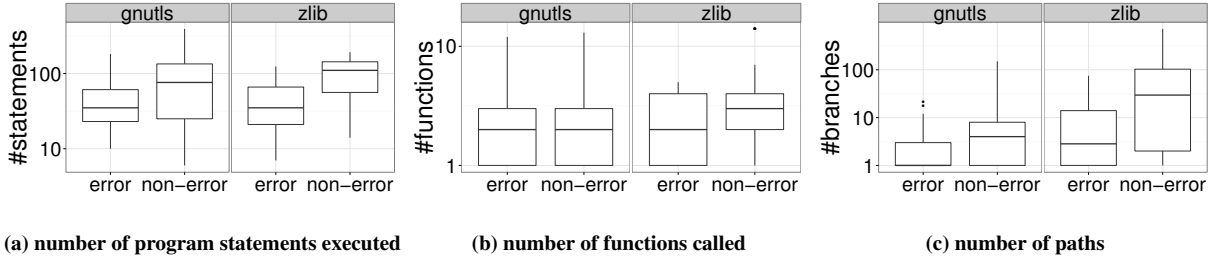 gnutls
zlib
#statements
100
10
error
non−error
error
non−error
(a) number of program statements executed
gnutls
zlib
#functions
10
1
error
non−error
error
non−error
(b) number of functions called
gnutls
zlib
#branches
100
10
1
error
non−error
error
non−error
(c) number of paths